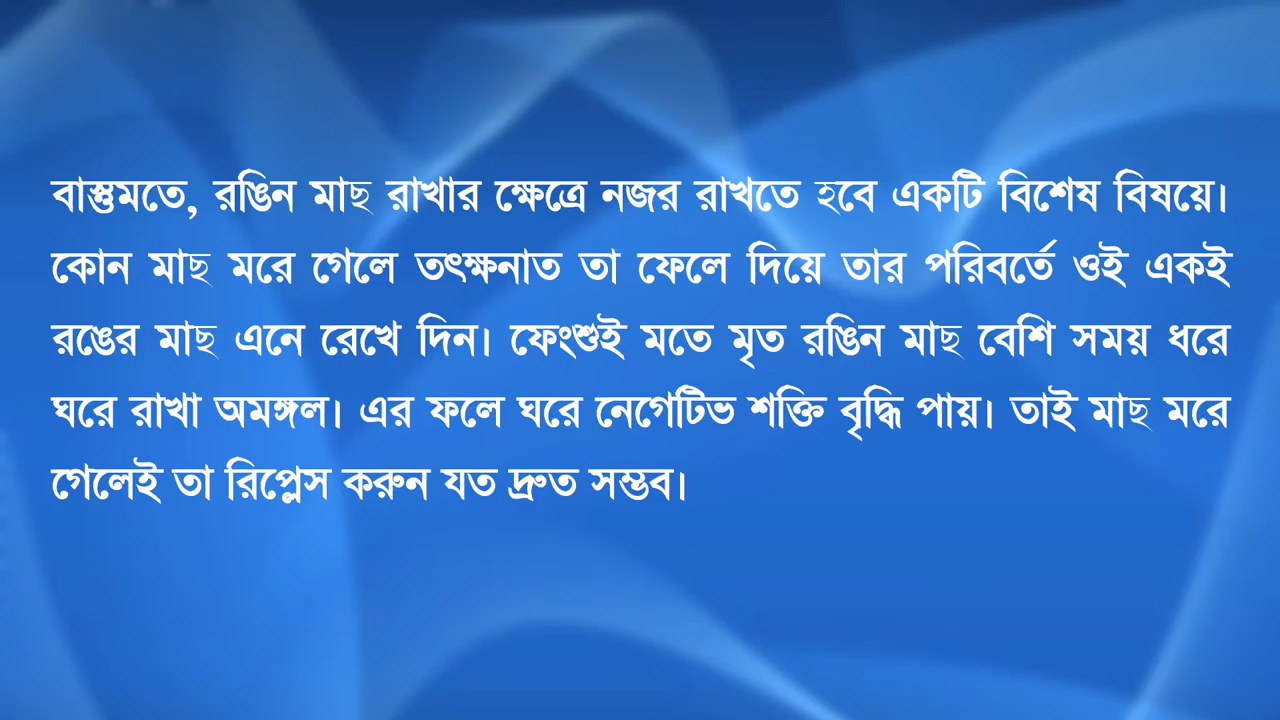 বাস্তুমতে, রঙিন মাছ রাখার ক্ষেত্রে নজর রাখতে হবে একটি বিশেষ বিষয়ে।
কোন মাছ মরে গেলে তৎক্ষনাত তা ফেলে দিয়ে তার পরিবর্তে ওই একই
রঙের মাছ এনে রেখে দিন। ফেংশুই মতে মৃত রঙিন মাছ বেশি সময় ধরে
ঘরে রাখা অমঙ্গল। এর ফলে ঘরে নেগেটিভ শক্তি বৃদ্ধি পায়। তাই মাছ মরে
গেলেই তা রিপ্লেস করুন যত দ্রুত সম্ভব।